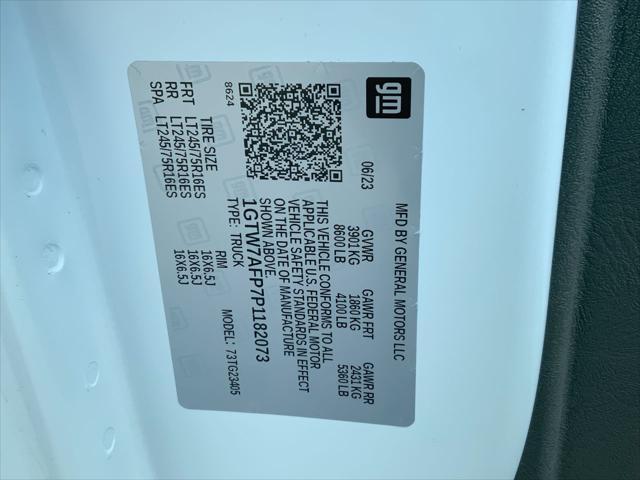 gm
MFD BY GENERAL MOTORS LLC
06/23
GVWR GAWR FRT GAWR RR
3901 KG 1860 KG 2431 KG
8600 LB 4100 LB 5360 LB
THIS VEHICLE CONFORMS TO ALL
APPLICABLE U.S. FEDERAL MOTOR
VEHICLE SAFETY STANDARDS IN EFFECT
ON THE DATE OF MANUFACTURE
SHOWN ABOVE.
1GTW7AFP7P1182073
TYPE: TRUCK MODEL: 73TG23405
8624
TIRE SIZE RIM
FRT LT245/75R16ES 16X6.5J
RR LT245/75R16ES 16X6.5J
SPA LT245/75R16ES 16X6.5J